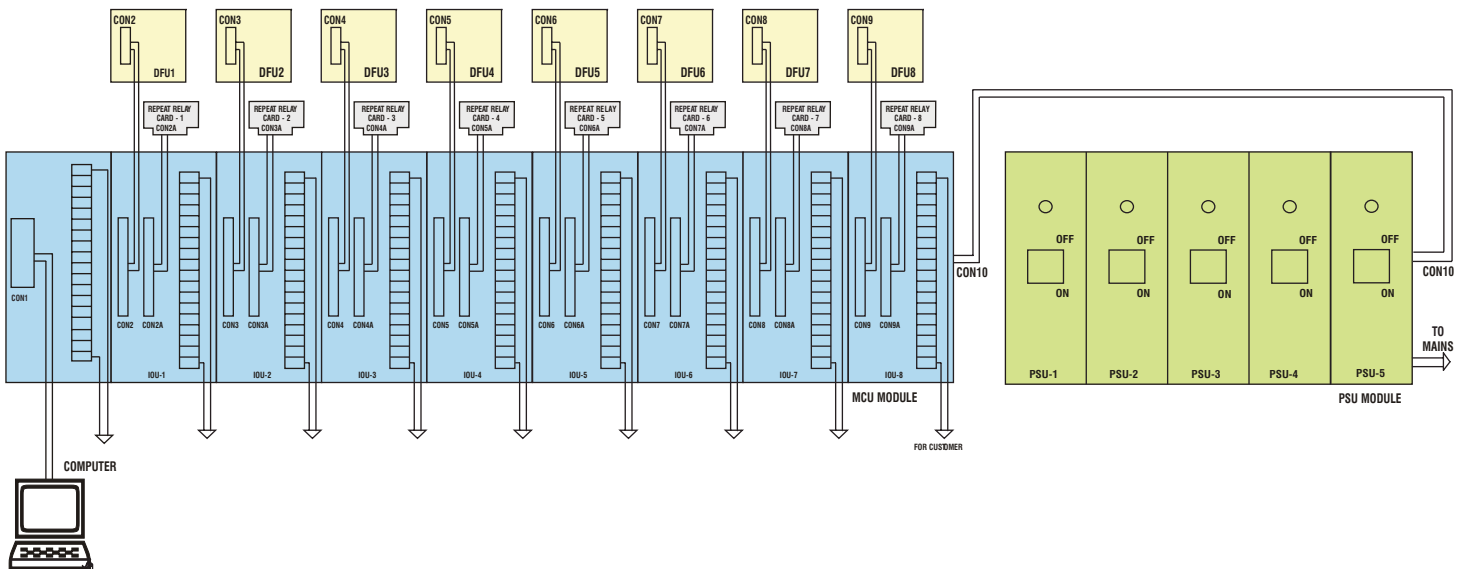 CON2
DFU1
CON3
DFU2
CON4
DFU3
CON5
DFU4
CON6
DFU5
CON7
DFU6
CON8
DFU7
CON9
DFU8
REPEAT RELAY
CARD - 1
CON2A
REPEAT RELAY
CARD - 2
CON3A
REPEAT RELAY
CARD - 3
CON4A
REPEAT RELAY
CARD - 4
CON5A
REPEAT RELAY
CARD - 5
CON6A
REPEAT RELAY
CARD - 6
CON7A
REPEAT RELAY
CARD - 7
CON8A
REPEAT RELAY
CARD - 8
CON9A
CON1
CON2 CON2A
IOU-1
CON3 CON3A
IOU-2
CON4 CON4A
IOU-3
CON5 CON5A
IOU-4
CON6 CON6A
IOU-5
CON7 CON7A
IOU-6
CON8 CON8A
IOU-7
CON9 CON9A
IOU-8
MCU MODULE
FOR CUSTOMER
COMPUTER
CON10
OFF
ON
PSU-1
OFF
ON
PSU-2
OFF
ON
PSU-3
OFF
ON
PSU-4
OFF
ON
PSU-5
CON10
TO
MAINS
PSU MODULE